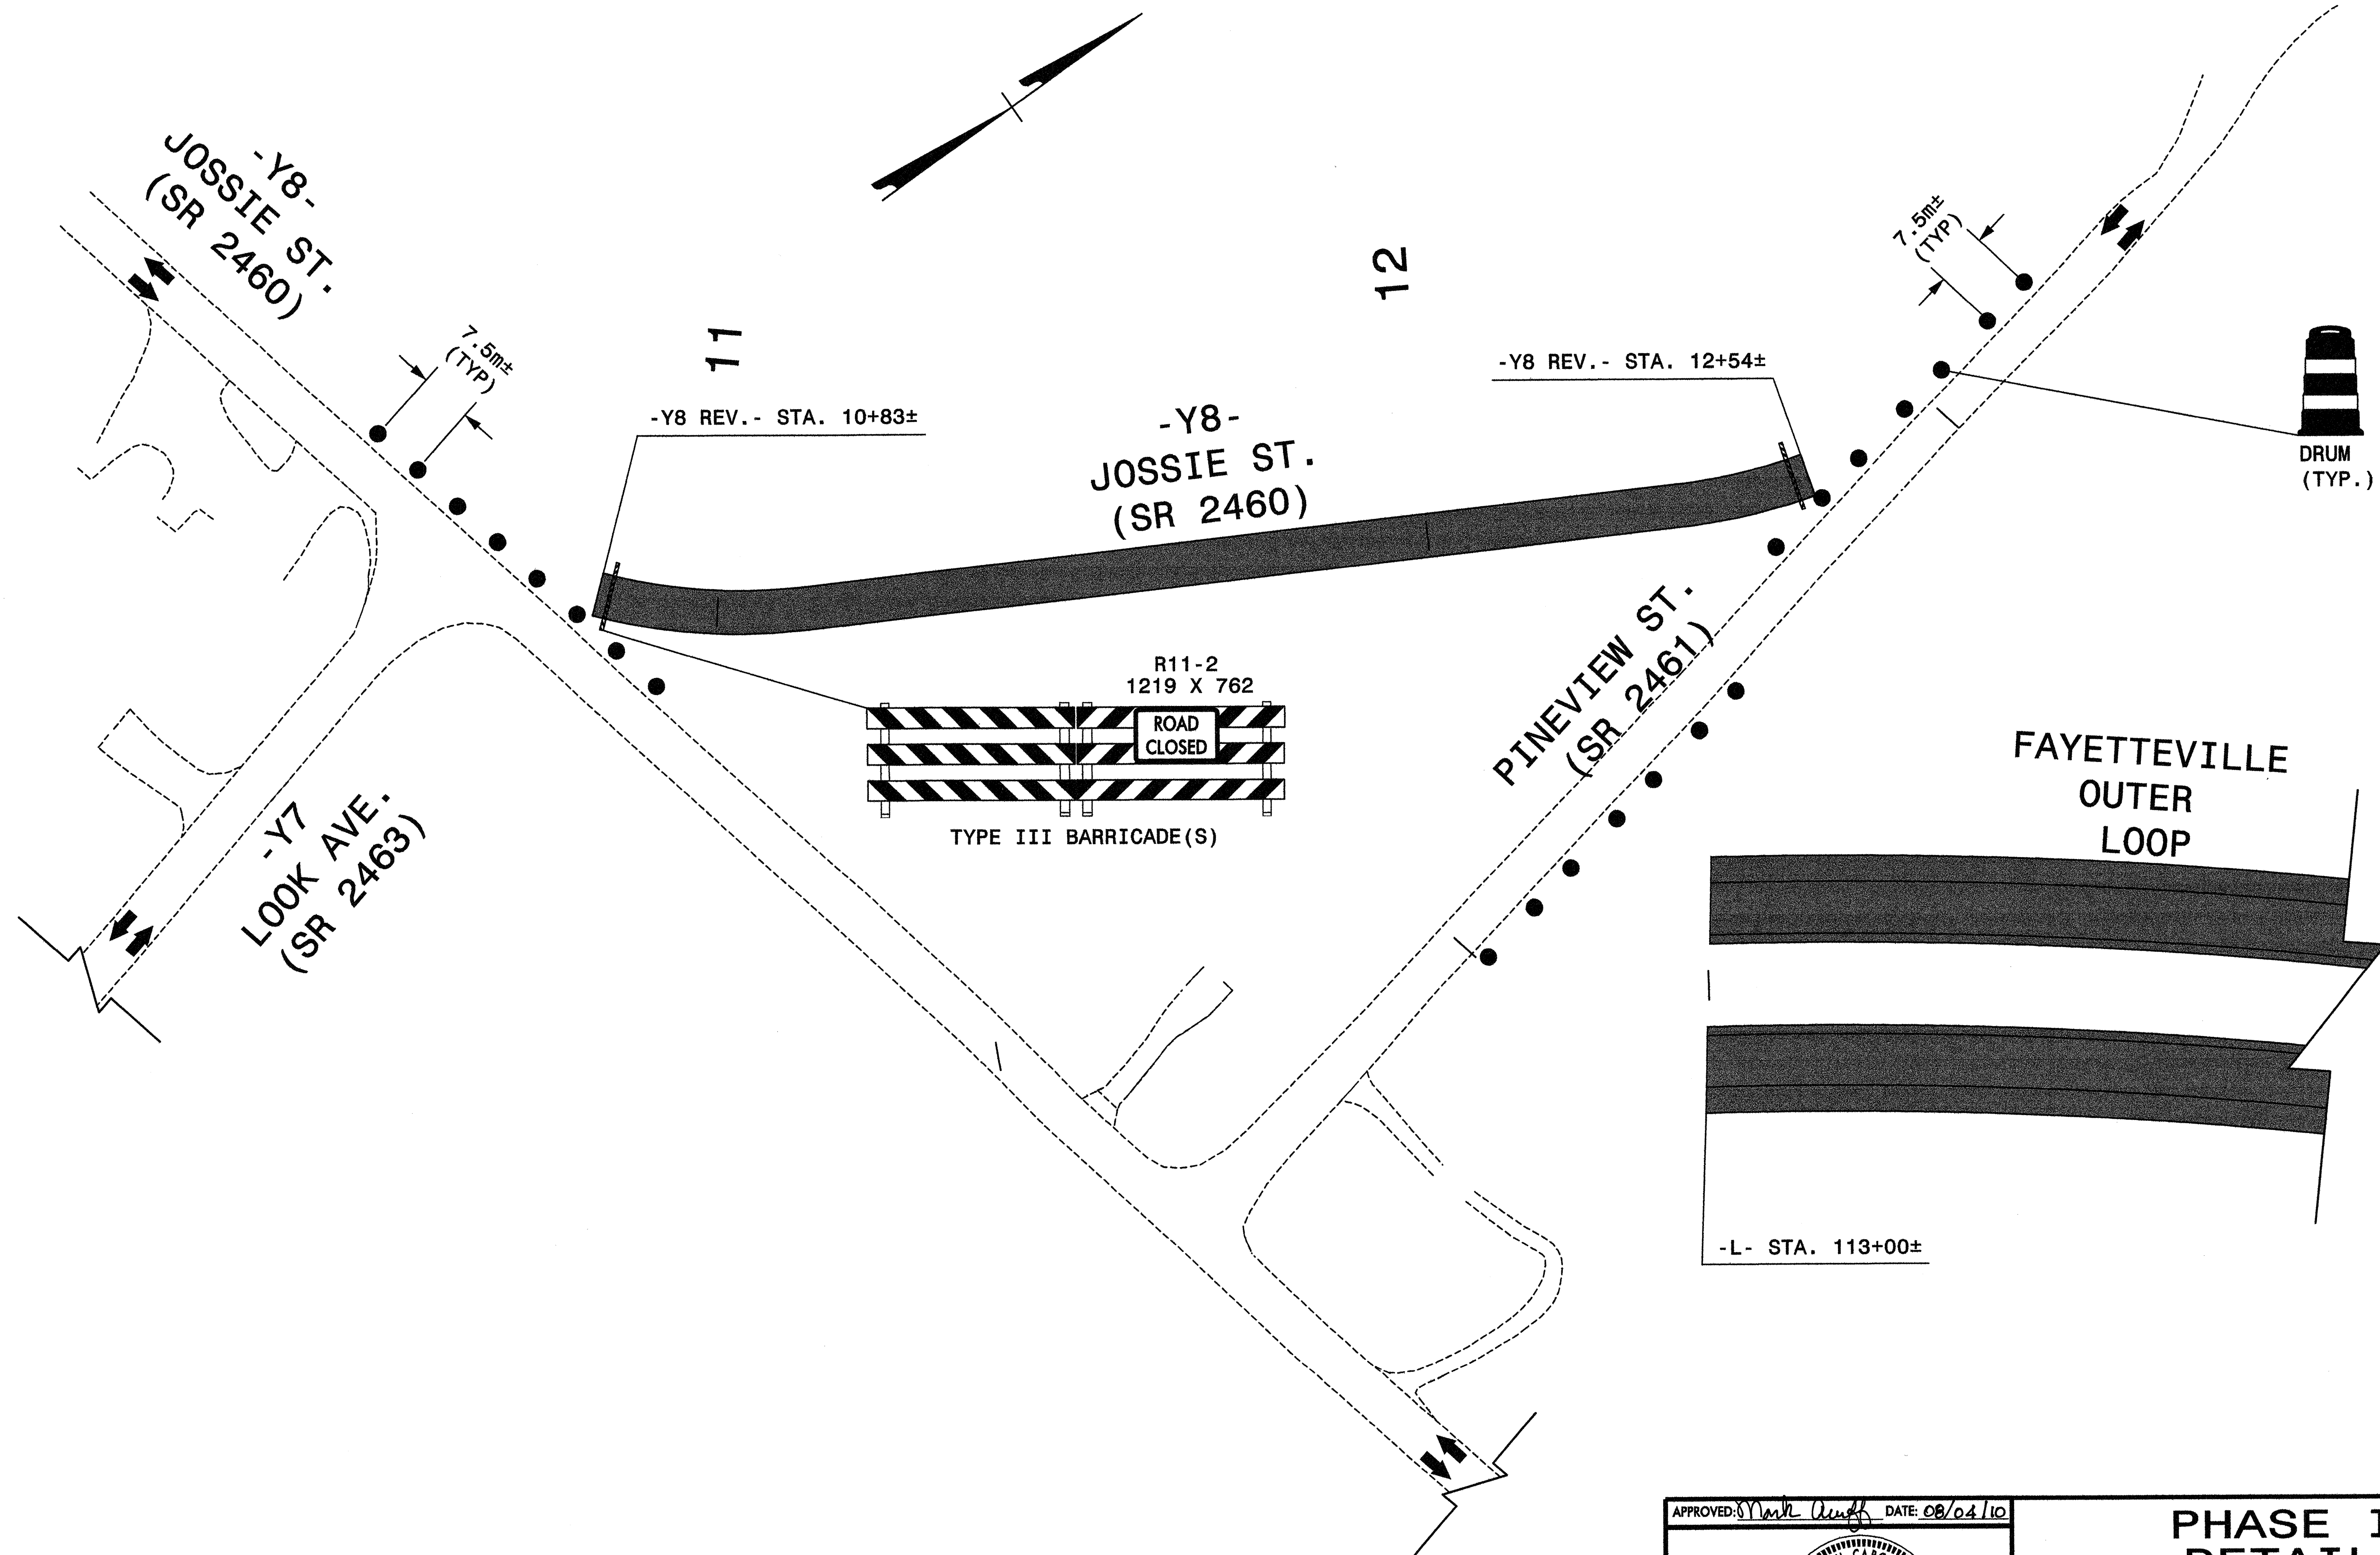 -Y8-
JOSSIE ST.
(SR 2460)
7.5m±
(TYP)
11
12
7.5m±
(TYP)
-Y8 REV.- STA. 10+83±
-Y8 REV.- STA. 12+54±
-Y8-
JOSSIE ST.
(SR 2460)
DRUM
(TYP.)
R11-2
1219 X 762
ROAD
CLOSED
TYPE III BARRICADE(S)
PINEVIEW ST.
(SR 2461)
-Y7
LOOK AVE.
(SR 2463)
FAYETTEVILLE
OUTER
LOOP
-L- STA. 113+00±
APPROVED: Mark DATE: 08/04/10
PHASE